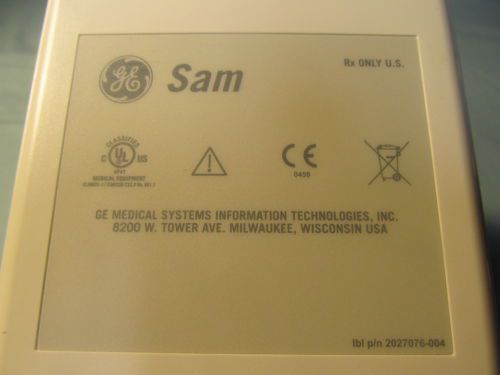 GE Sam
Rx ONLY U.S.
CLASSIFIED
C UL US
MEDICAL EQUIPMENT
CE
0459
GE MEDICAL SYSTEMS INFORMATION TECHNOLOGIES, INC.
8200 W. TOWER AVE. MILWAUKEE, WISCONSIN USA
lbl p/n 2027076-004